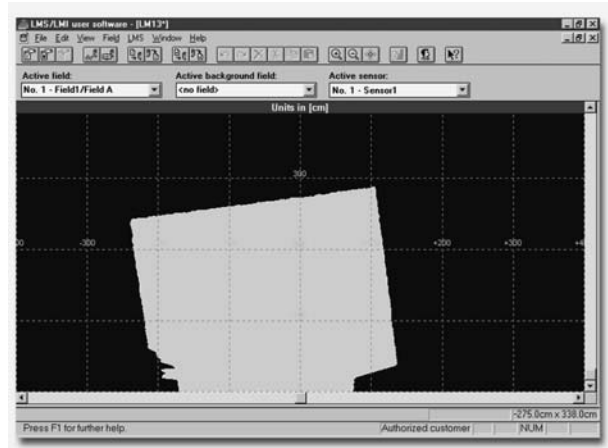 LMS/LMI user software - [LM13*]
File Edit View Field LMS Window Help
Active field: Active background field: Active sensor:
No. 1 - Field1/Field A <no field> No. 1 - Sensor1
Units in [cm]
300
-300 +200 +300
-275.0cm x 338.0cm
Press F1 for further help. Authorized customer NUM